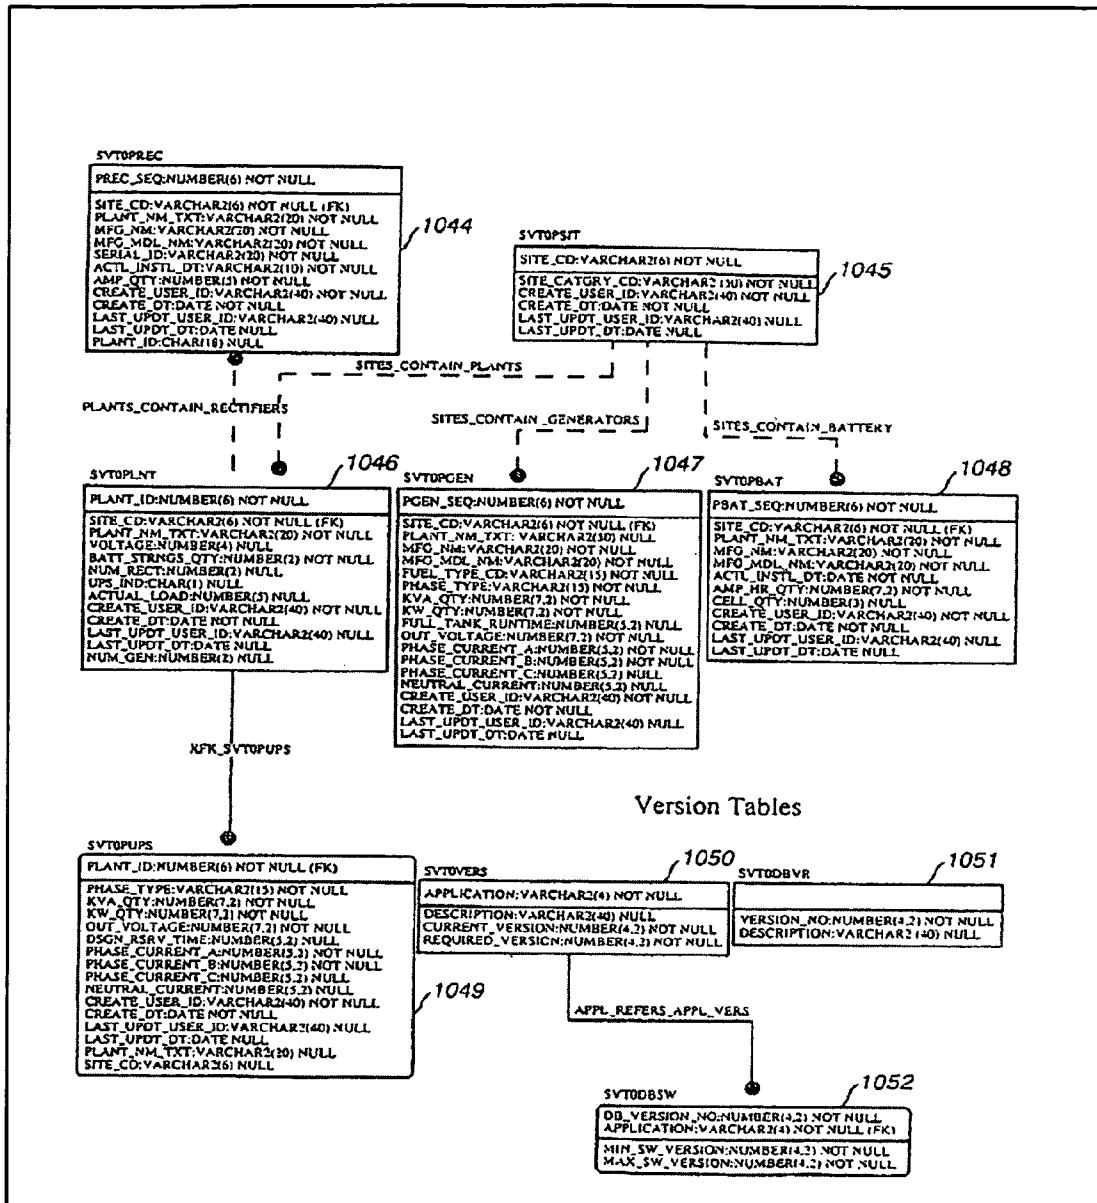 SVT0PREC
PREC_SEQ:NUMBER(6) NOT NULL
SITE_CD:VARCHAR2(6) NOT NULL (FK)
PLANT_NM_TXT:VARCHAR2(20) NOT NULL
MFG_NM:VARCHAR2(20) NOT NULL
MFG_MDL_NM:VARCHAR2(20) NOT NULL
SERIAL_ID:VARCHAR2(20) NOT NULL
ACTL_INSTL_DT:VARCHAR2(10) NOT NULL
AMP_QTY:NUMBER(5) NOT NULL
CREATE_USER_ID:VARCHAR2(40) NOT NULL
CREATE_DT:DATE NOT NULL
LAST_UPDT_USER_ID:VARCHAR2(40) NULL
LAST_UPDT_DT:DATE NULL
PLANT_ID:CHAR(18) NULL
1044
SVT0PSIT
SITE_CD:VARCHAR2(6) NOT NULL
SITE_CATGRY_CD:VARCHAR2(30) NOT NULL
CREATE_USER_ID:VARCHAR2(40) NOT NULL
CREATE_DT:DATE NOT NULL
LAST_UPDT_USER_ID:VARCHAR2(40) NULL
LAST_UPDT_DT:DATE NULL
1045
SITES_CONTAIN_PLANTS
PLANTS_CONTAIN_RECTIFIERS
SITES_CONTAIN_GENERATORS
SITES_CONTAIN_BATTERY
SVT0PLNT
1046
PLANT_ID:NUMBER(6) NOT NULL
SITE_CD:VARCHAR2(6) NOT NULL (FK)
PLANT_NM_TXT:VARCHAR2(20) NOT NULL
VOLTAGE:NUMBER(4) NULL
BATT_STRNGS_QTY:NUMBER(2) NOT NULL
NUM_RECT:NUMBER(2) NULL
UPS_IND:CHAR(1) NULL
ACTUAL_LOAD:NUMBER(5) NULL
CREATE_USER_ID:VARCHAR2(40) NOT NULL
CREATE_DT:DATE NOT NULL
LAST_UPDT_USER_ID:VARCHAR2(40) NULL
LAST_UPDT_DT:DATE NULL
NUM_GEN:NUMBER(2) NULL
SVT0PGEN
1047
PGEN_SEQ:NUMBER(6) NOT NULL
SITE_CD:VARCHAR2(6) NOT NULL (FK)
PLANT_NM_TXT: VARCHAR2(30) NULL
MFG_NM:VARCHAR2(20) NOT NULL
MFG_MDL_NM:VARCHAR2(20) NOT NULL
FUEL_TYPE_CD:VARCHAR2(15) NOT NULL
PHASE_TYPE:VARCHAR2(15) NOT NULL
KVA_QTY:NUMBER(7,2) NOT NULL
KW_QTY:NUMBER(7,2) NOT NULL
FULL_TANK_RUNTIME:NUMBER(5,2) NULL
OUT_VOLTAGE:NUMBER(7,2) NOT NULL
PHASE_CURRENT_A:NUMBER(5,2) NOT NULL
PHASE_CURRENT_B:NUMBER(5,2) NOT NULL
PHASE_CURRENT_C:NUMBER(5,2) NOT NULL
NEUTRAL_CURRENT:NUMBER(5,2) NOT NULL
CREATE_USER_ID:VARCHAR2(40) NOT NULL
CREATE_DT:DATE NOT NULL
LAST_UPDT_USER_ID:VARCHAR2(40) NULL
LAST_UPDT_DT:DATE NULL
SVT0PBAT
1048
PBAT_SEQ:NUMBER(6) NOT NULL
SITE_CD:VARCHAR2(6) NOT NULL (FK)
PLANT_NM_TXT:VARCHAR2(20) NOT NULL
MFG_NM:VARCHAR2(20) NOT NULL
MFG_MDL_NM:VARCHAR2(20) NOT NULL
ACTL_INSTL_DT:DATE NOT NULL
AMP_HR_QTY:NUMBER(7,2) NOT NULL
CELL_QTY:NUMBER(3) NULL
CREATE_USER_ID:VARCHAR2(40) NOT NULL
CREATE_DT:DATE NOT NULL
LAST_UPDT_USER_ID:VARCHAR2(40) NULL
LAST_UPDT_DT:DATE NULL
XFK_SVT0PUPS
Version Tables
SVT0PUPS
PLANT_ID:NUMBER(6) NOT NULL (FK)
PHASE_TYPE:VARCHAR2(15) NOT NULL
KVA_QTY:NUMBER(7,2) NOT NULL
KW_QTY:NUMBER(7,2) NOT NULL
OUT_VOLTAGE:NUMBER(7,2) NOT NULL
DSGN_RSRV_TIME:NUMBER(5,2) NULL
PHASE_CURRENT_A:NUMBER(5,2) NOT NULL
PHASE_CURRENT_B:NUMBER(5,2) NOT NULL
PHASE_CURRENT_C:NUMBER(5,2) NULL
NEUTRAL_CURRENT:NUMBER(5,2) NULL
CREATE_USER_ID:VARCHAR2(40) NOT NULL
CREATE_DT:DATE NOT NULL
LAST_UPDT_USER_ID:VARCHAR2(40) NULL
LAST_UPDT_DT:DATE NULL
PLANT_NM_TXT:VARCHAR2(20) NULL
SITE_CD:VARCHAR2(6) NULL
1049
SVT0VERS
1050
APPLICATION:VARCHAR2(4) NOT NULL
DESCRIPTION:VARCHAR2(40) NULL
CURRENT_VERSION:NUMBER(4,2) NOT NULL
REQUIRED_VERSION:NUMBER(4,2) NOT NULL
SVT0DBVR
1051
VERSION_NO:NUMBER(4,2) NOT NULL
DESCRIPTION:VARCHAR2 (40) NULL
APPL_REFERS_APPL_VERS
SVT0DBSW
1052
DB_VERSION_NO:NUMBER(4,2) NOT NULL
APPLICATION:VARCHAR2(4) NOT NULL (FK)
MIN_SW_VERSION:NUMBER(4,2) NOT NULL
MAX_SW_VERSION:NUMBER(4,2) NOT NULL